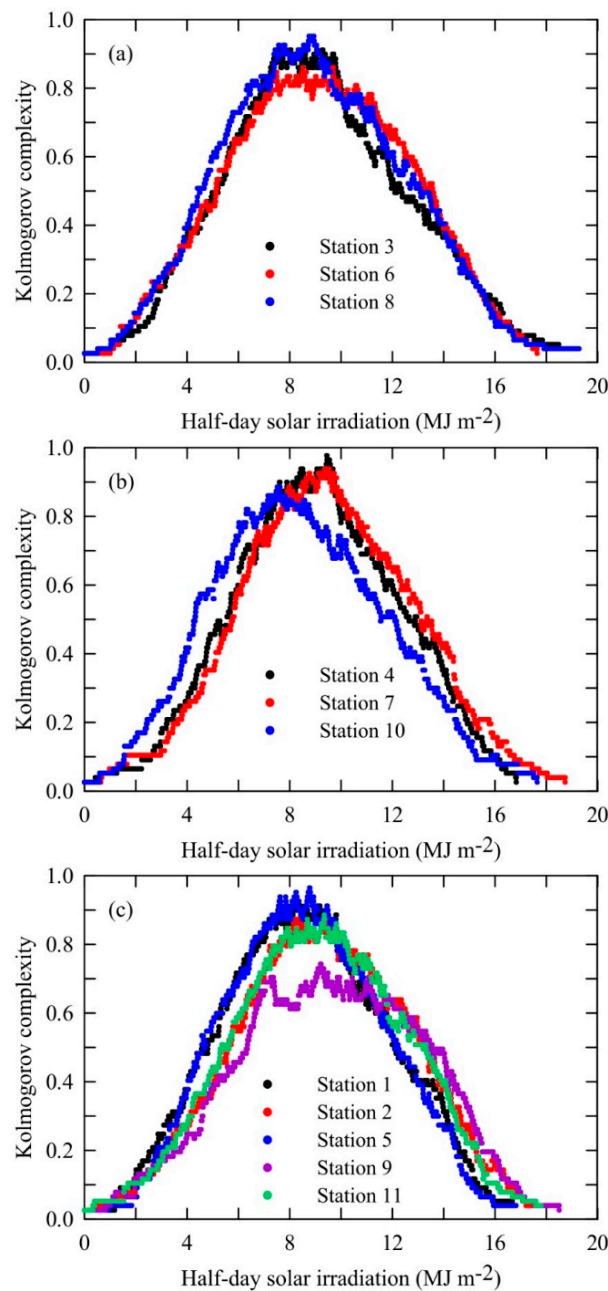 1.0
(a)
0.8
0.6
Kolmogorov complexity
0.4
Station 3
Station 6
0.2
Station 8
0.0
0 4 8 12 16 20
Half-day solar irradiation (MJ m-2)
1.0
(b)
0.8
0.6
Kolmogorov complexity
0.4
Station 4
Station 7
0.2
Station 10
0.0
0 4 8 12 16 20
Half-day solar irradiation (MJ m-2)
1.0
(c)
0.8
0.6
Kolmogorov complexity
0.4
Station 1
Station 2
Station 5
0.2
Station 9
Station 11
0.0
0 4 8 12 16 20
Half-day solar irradiation (MJ m-2)